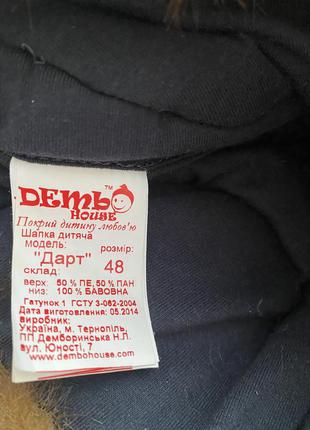 DEMbO™
HOUSE
Покрий дитину любов'ю
Шапка дитяча
модель: розмір:
"Дарт" 48
склад:
верх: 50 % ПЕ, 50 % ПАН
низ: 100 % БАВОВНА
Гатунок 1 ГСТУ 3-062-2004
Дата виготовлення 05.2014
виробник:
Україна, м. Тернопіль,
ПП Демборинська Н.Л.
вул. Юності, 7
www.dembohouse.com